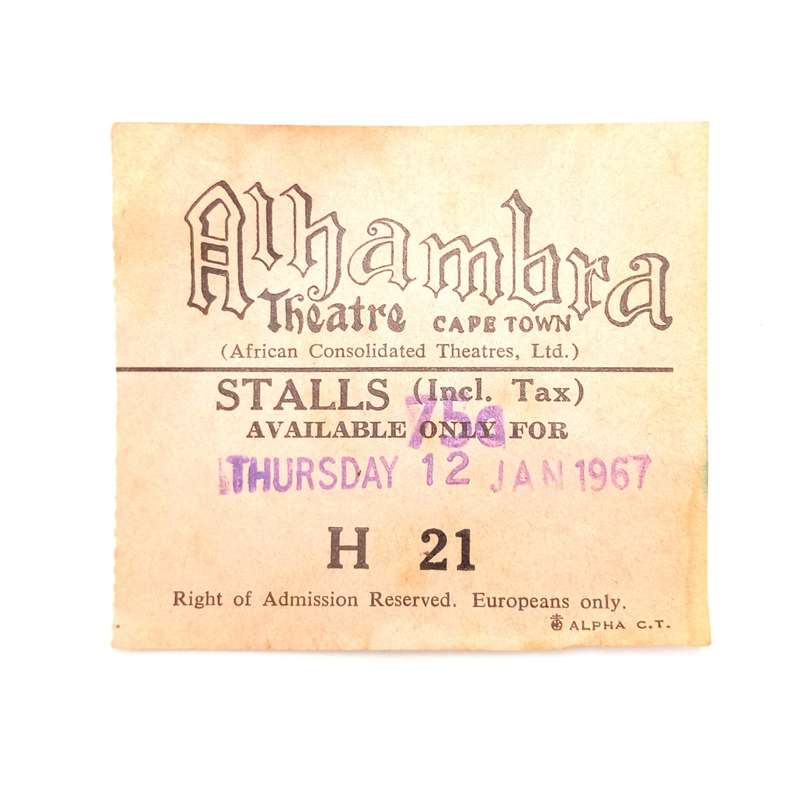 Alhambra
Theatre CAPE TOWN
(African Consolidated Theatres, Ltd.)
STALLS (Incl. Tax)
75c
AVAILABLE ONLY FOR
THURSDAY 12 JAN 1967
H 21
Right of Admission Reserved. Europeans only.
ALPHA C.T.